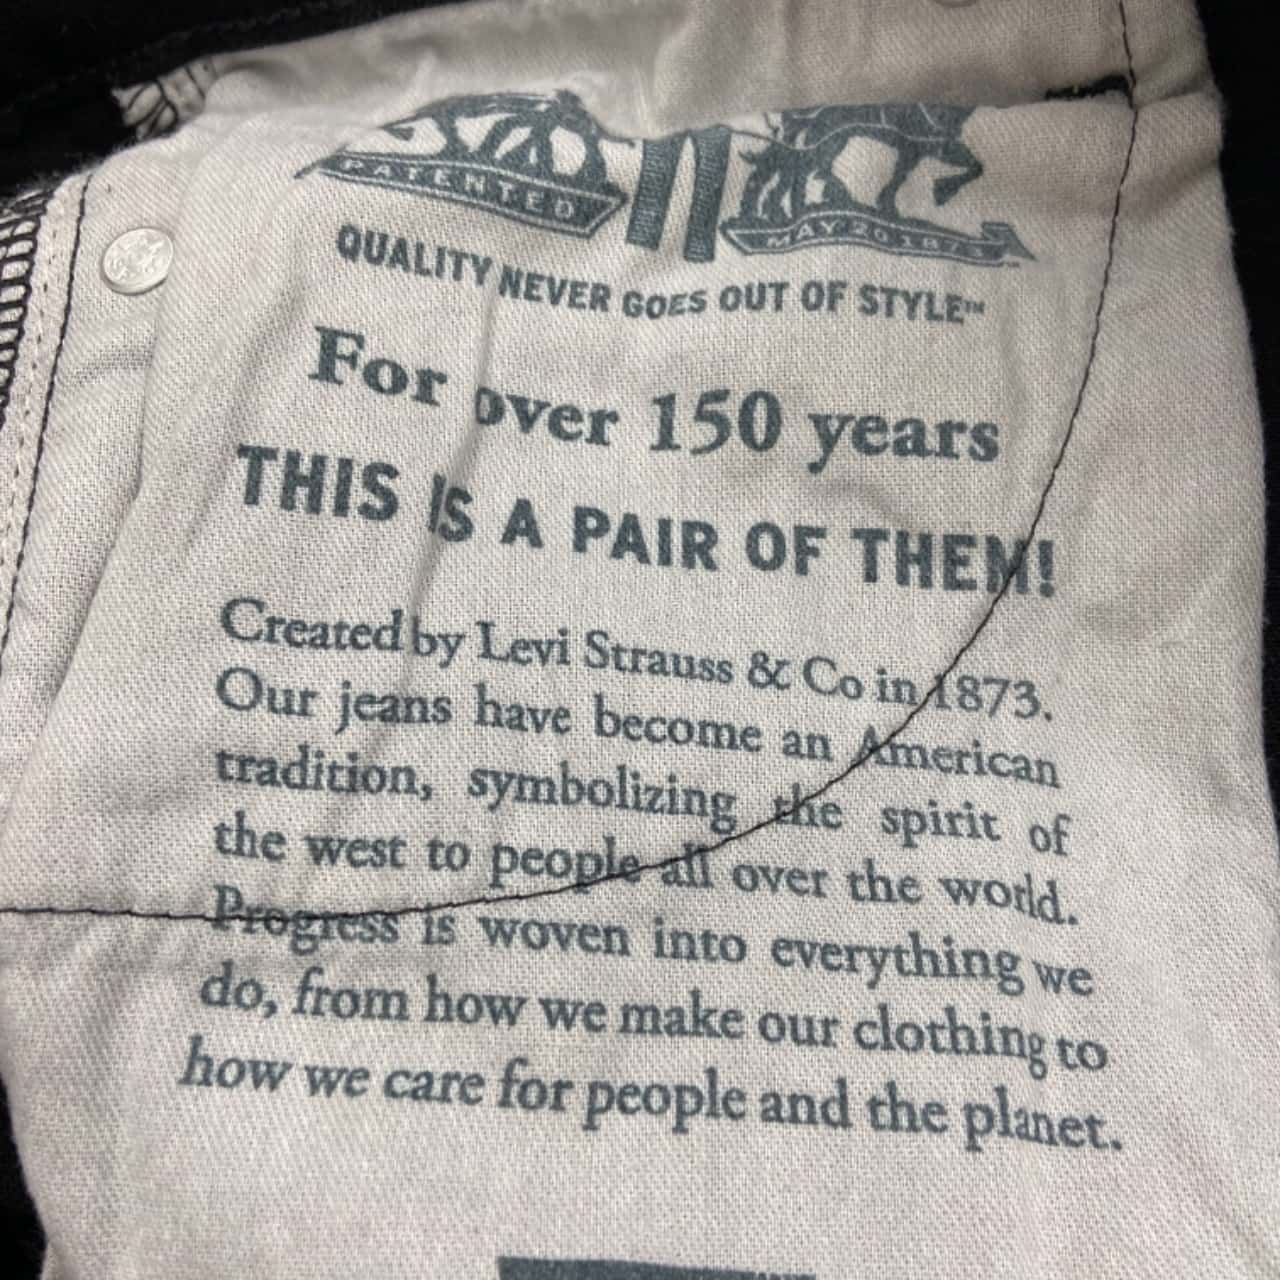 PATENTED
MAY 20 1873
QUALITY NEVER GOES OUT OF STYLE™
For over 150 years
THIS IS A PAIR OF THEM!
Created by Levi Strauss & Co in 1873.
Our jeans have become an American
tradition, symbolizing the spirit of
the west to people all over the world.
Progress is woven into everything we
do, from how we make our clothing to
how we care for people and the planet.